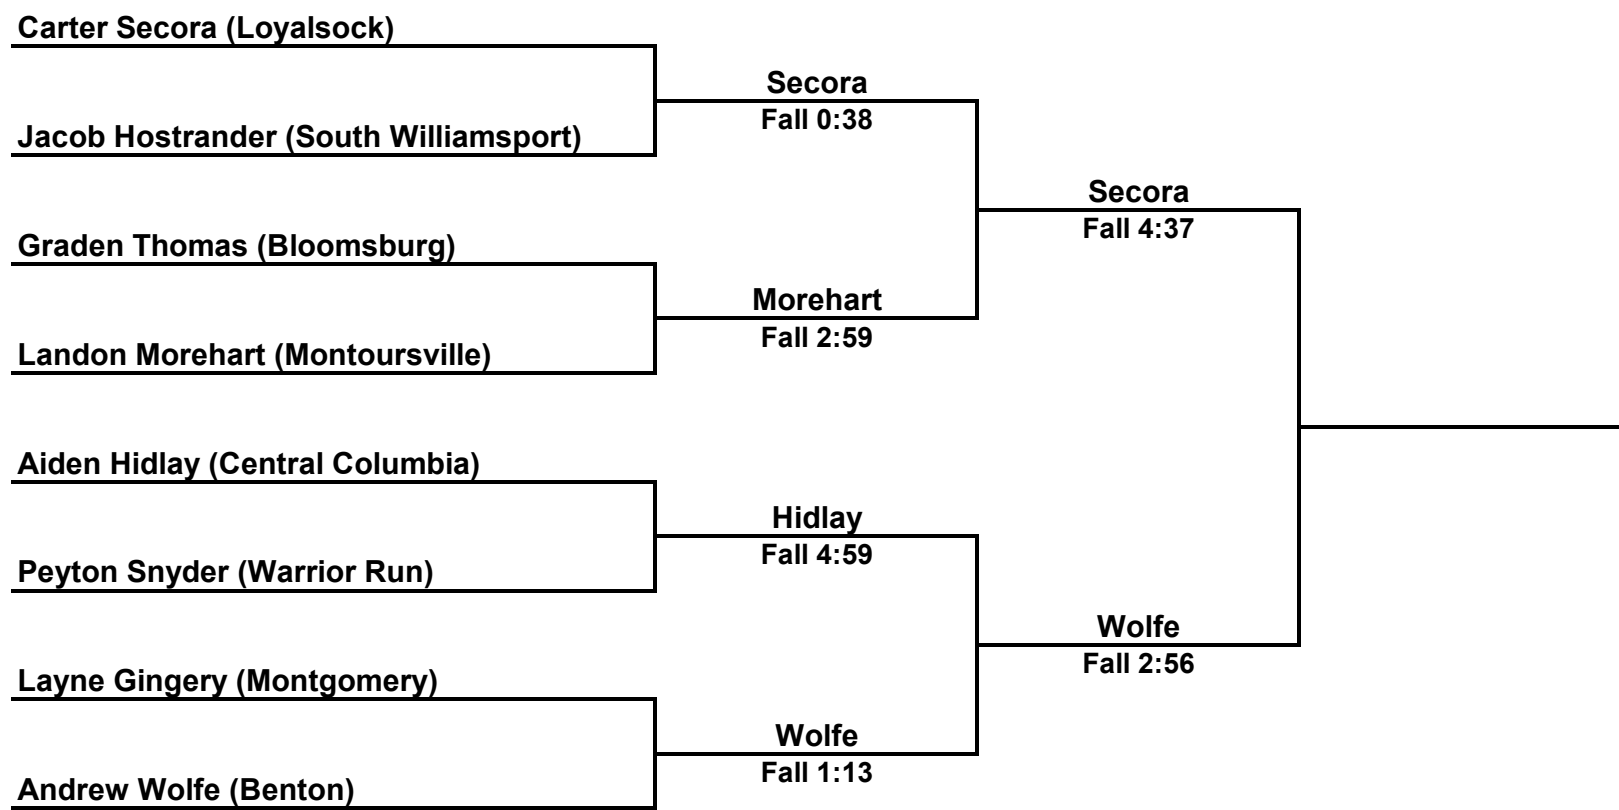 Carter Secora (Loyalsock)
Secora
Fall 0:38
Jacob Hostrander (South Williamsport)
Secora
Fall 4:37
Graden Thomas (Bloomsburg)
Morehart
Fall 2:59
Landon Morehart (Montoursville)
Aiden Hidlay (Central Columbia)
Hidlay
Fall 4:59
Peyton Snyder (Warrior Run)
Wolfe
Fall 2:56
Layne Gingery (Montgomery)
Wolfe
Fall 1:13
Andrew Wolfe (Benton)